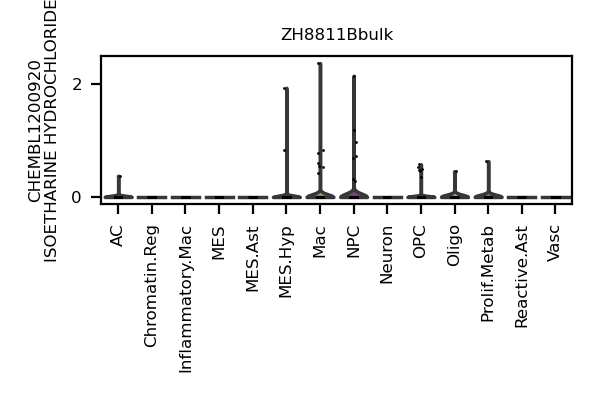 ZH8811Bbulk
CHEMBL1200920
ISOETHARINE HYDROCHLORIDE
2
0
AC
Chromatin.Reg
Inflammatory.Mac
MES
MES.Ast
MES.Hyp
Mac
NPC
Neuron
OPC
Oligo
Prolif.Metab
Reactive.Ast
Vasc